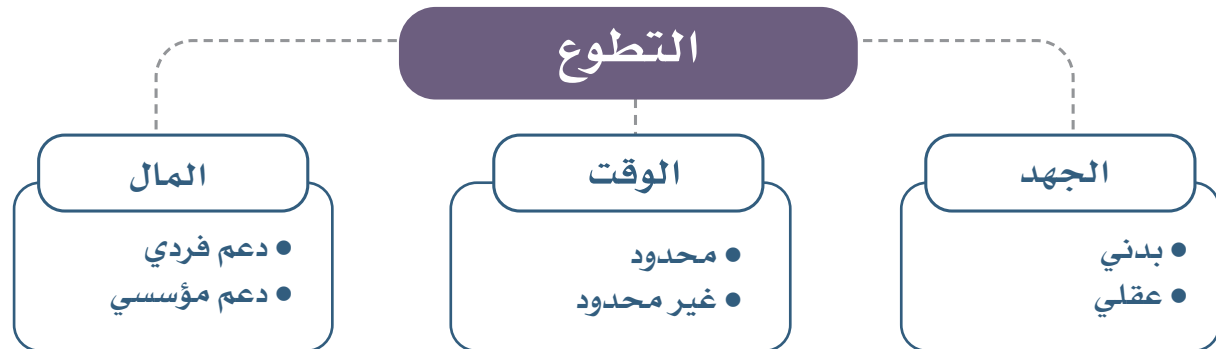 التطوع
الجهد
• بدني
• عقلي
الوقت
• محدود
• غير محدود
المال
• دعم فردي
• دعم مؤسسي